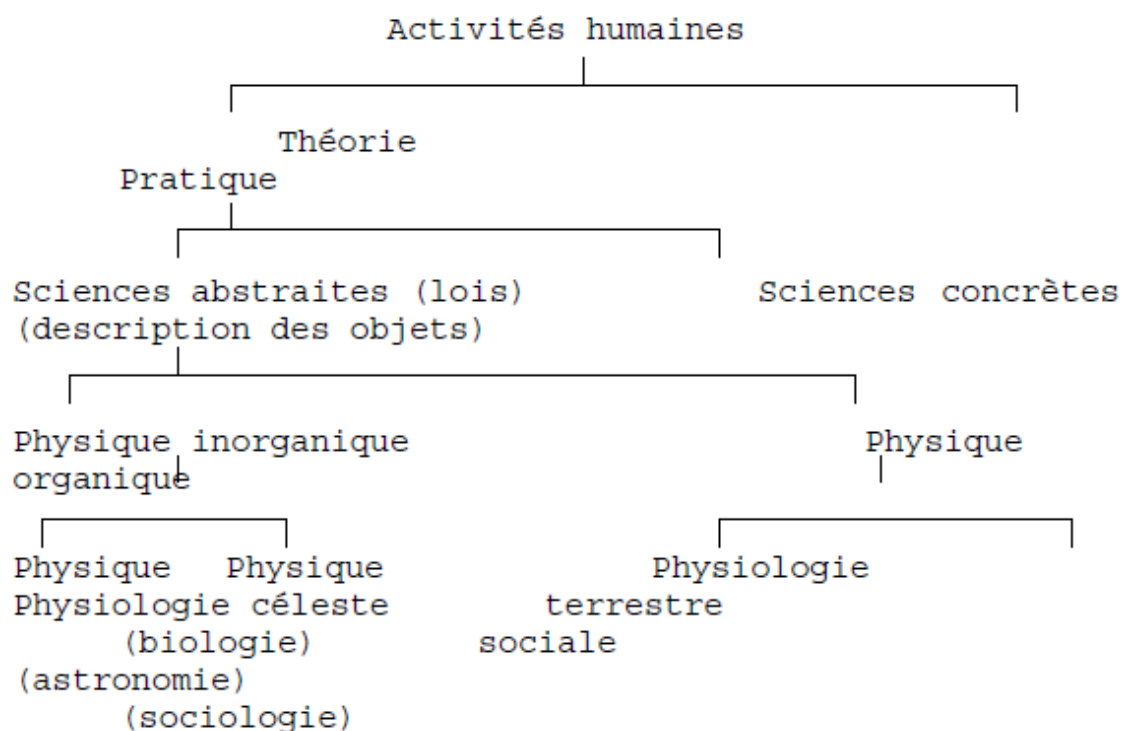 Activités humaines
Théorie
Pratique
Sciences abstraites (lois) Sciences concrètes
(description des objets)
Physique inorganique Physique
organique
Physique Physique Physiologie
Physiologie céleste terrestre
(biologie) sociale
(astronomie)
(sociologie)